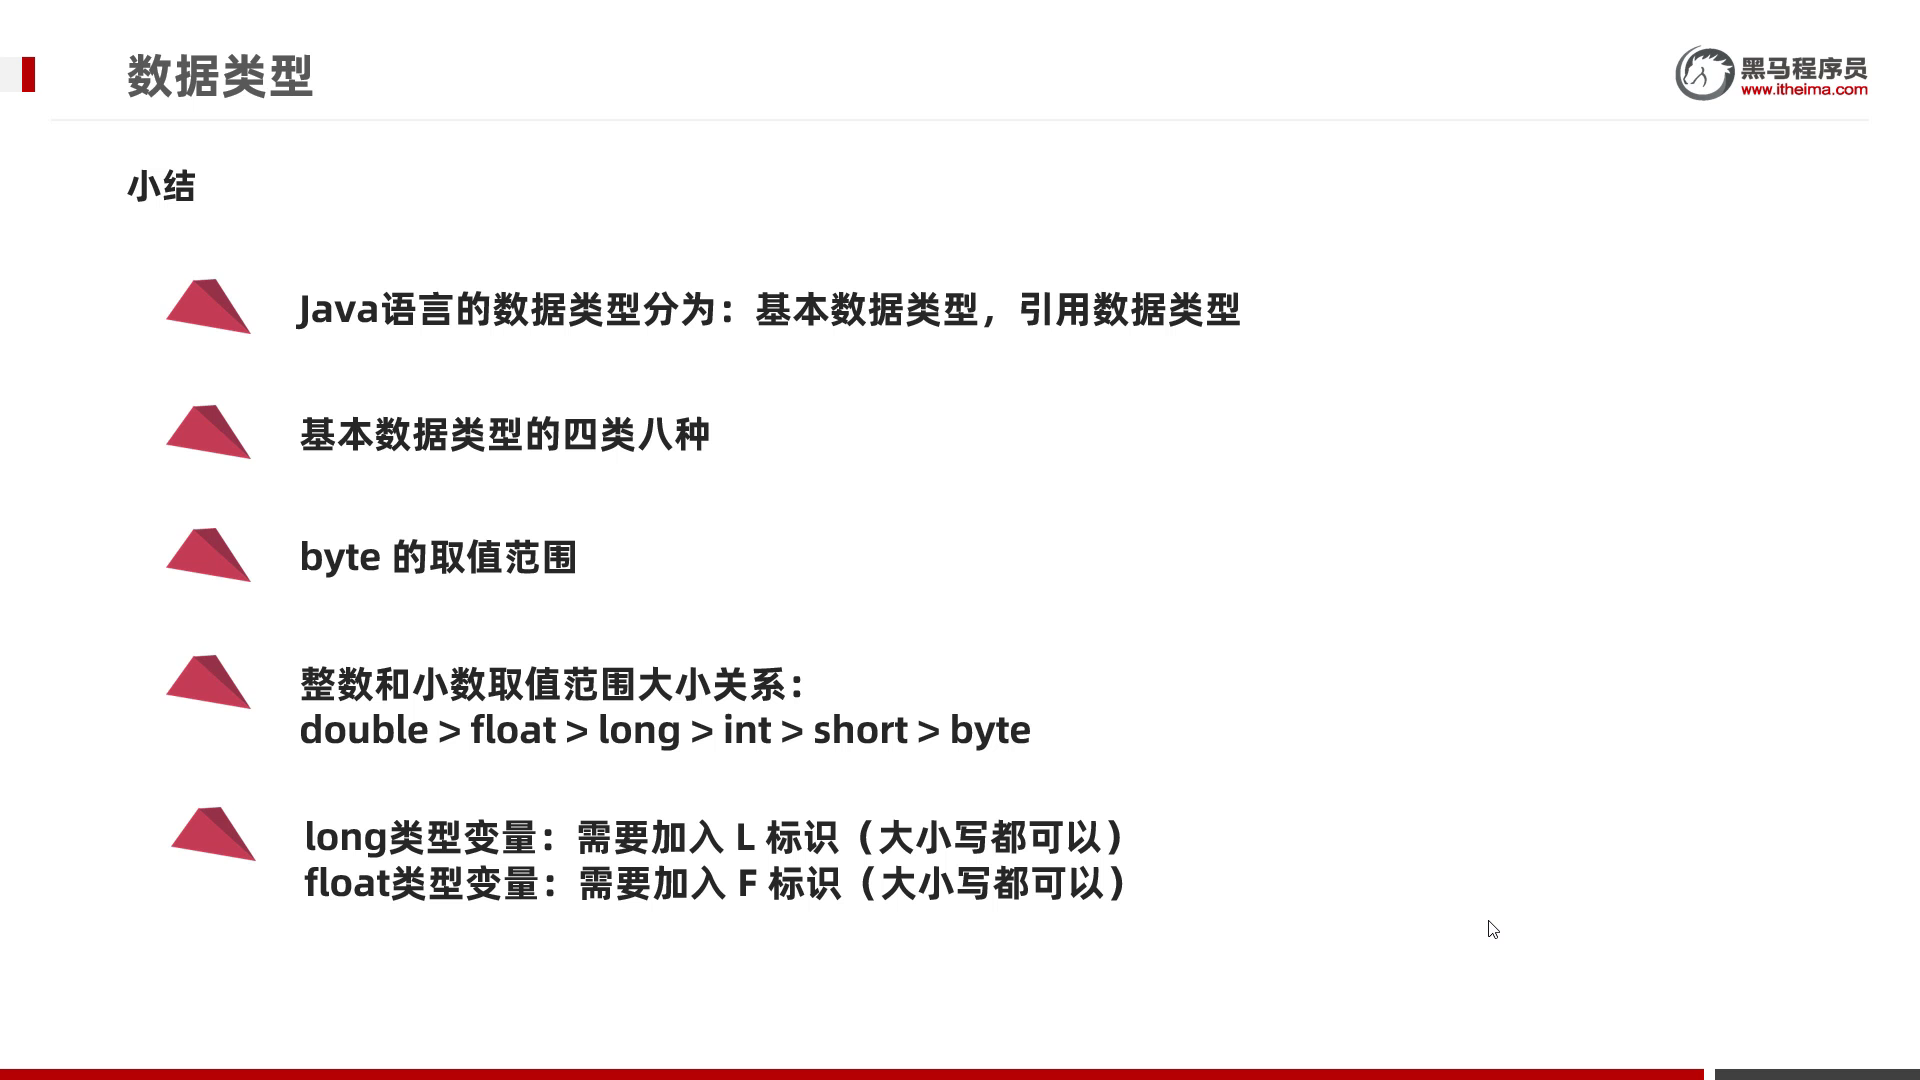 数据类型
黑马程序员
www.itheima.com
小结
Java语言的数据类型分为：基本数据类型，引用数据类型
基本数据类型的四类八种
byte 的取值范围
整数和小数取值范围大小关系：
double > float > long > int > short > byte
long类型变量：需要加入 L 标识（大小写都可以）
float类型变量：需要加入 F 标识（大小写都可以）